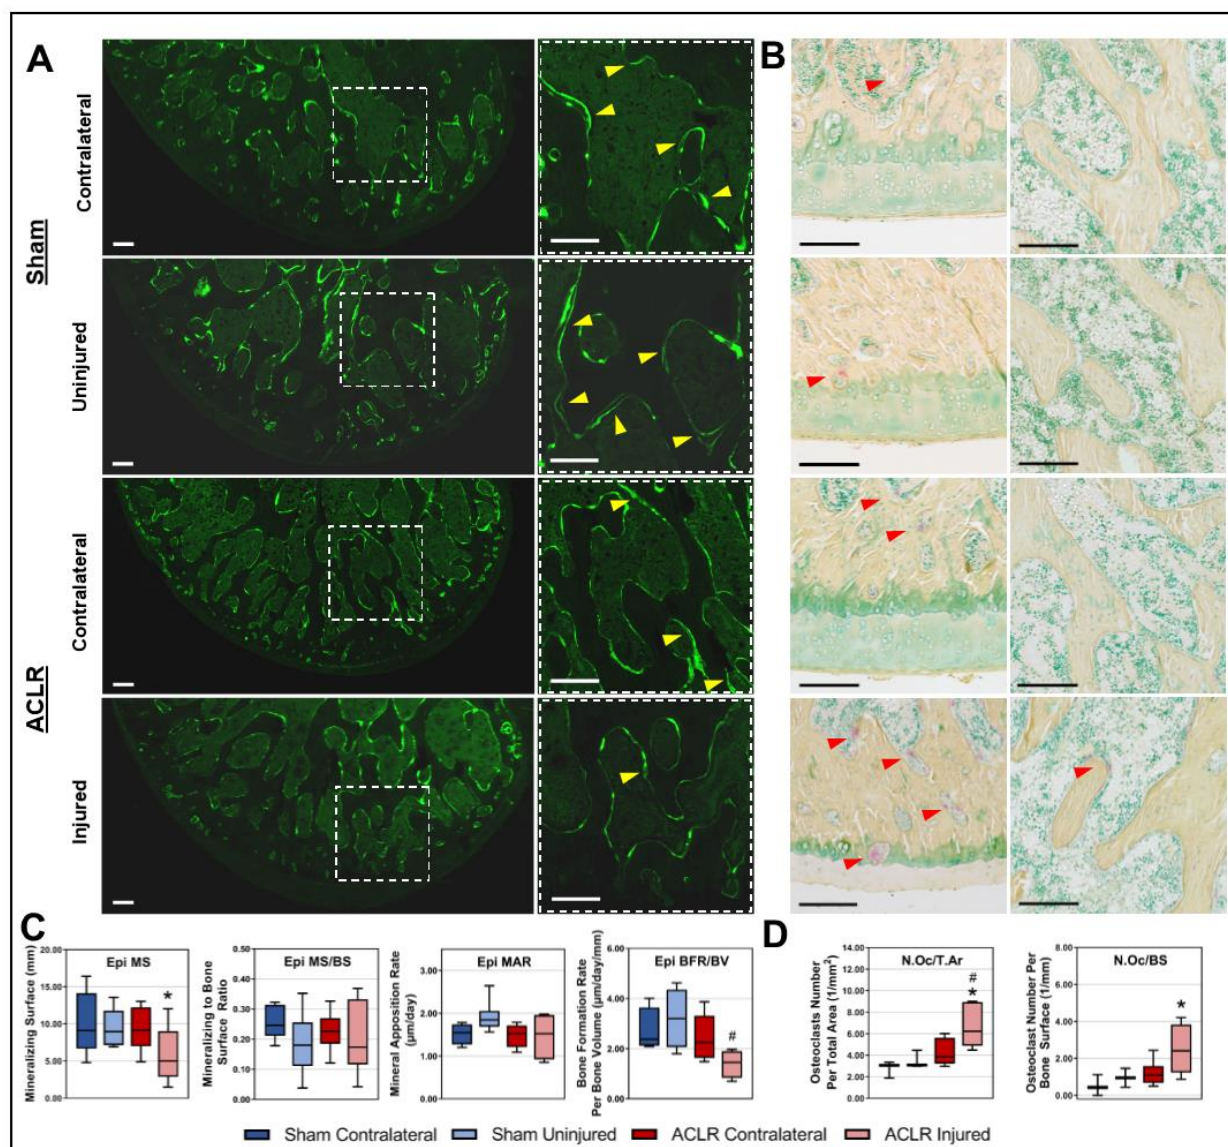 A
B
Sham
Contralateral
Uninjured
ACLR
Contralateral
Injured
C
Mineralizing Surface (mm)
20.00
15.00
10.00
5.00
0.00
Epi MS
*
Mineralizing to Bone
Surface Ratio
0.50
0.40
0.30
0.20
0.10
0.00
Epi MS/BS
Mineral Apposition Rate
(µm/day)
3.00
2.00
1.00
0.00
Epi MAR
Bone Formation Rate
Per Bone Volume (µm/day/mm)
6.00
4.00
2.00
0.00
Epi BFR/BV
#
D
Osteoclasts Number
Per Total Area (1/mm²)
14.00
12.00
10.00
8.00
6.00
4.00
2.00
0.00
N.Oc/T.Ar
#
*
Osteoclast Number Per
Bone Surface (1/mm)
8.00
6.00
4.00
2.00
0.00
N.Oc/BS
*
Sham Contralateral Sham Uninjured ACLR Contralateral ACLR Injured